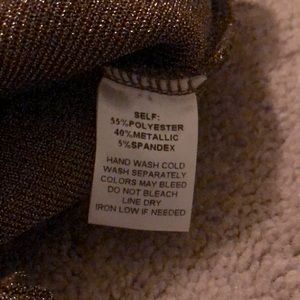 SELF:
55%POLYESTER
40%METALLIC
5%SPANDEX
HAND WASH COLD
WASH SEPARATELY
COLORS MAY BLEED
DO NOT BLEACH
LINE DRY
IRON LOW IF NEEDED